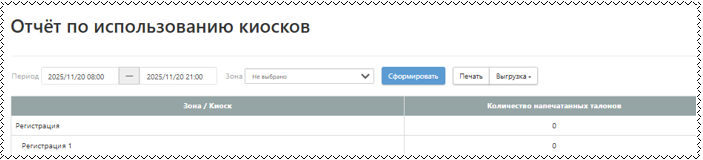 Отчёт по использованию киосков
Период 2025/11/20 08:00 — 2025/11/20 21:00 Зона Не выбрано Сформировать Печать Выгрузка
Зона / Киоск Количество напечатанных талонов
Регистрация 0
Регистрация 1 0